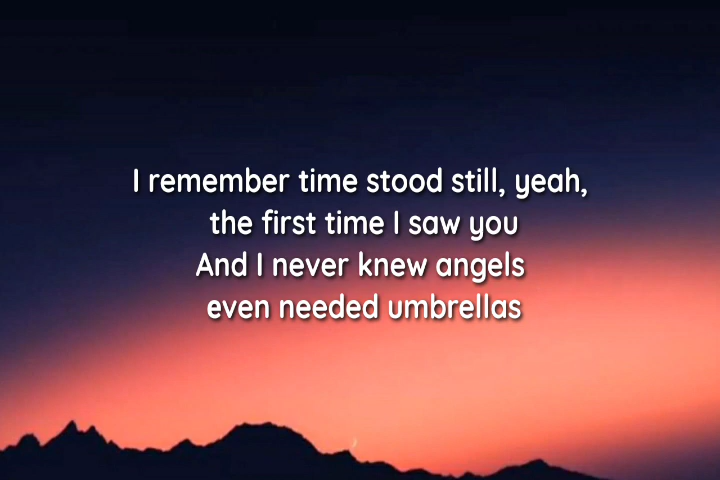 I remember time stood still, yeah,
the first time I saw you
And I never knew angels
even needed umbrellas